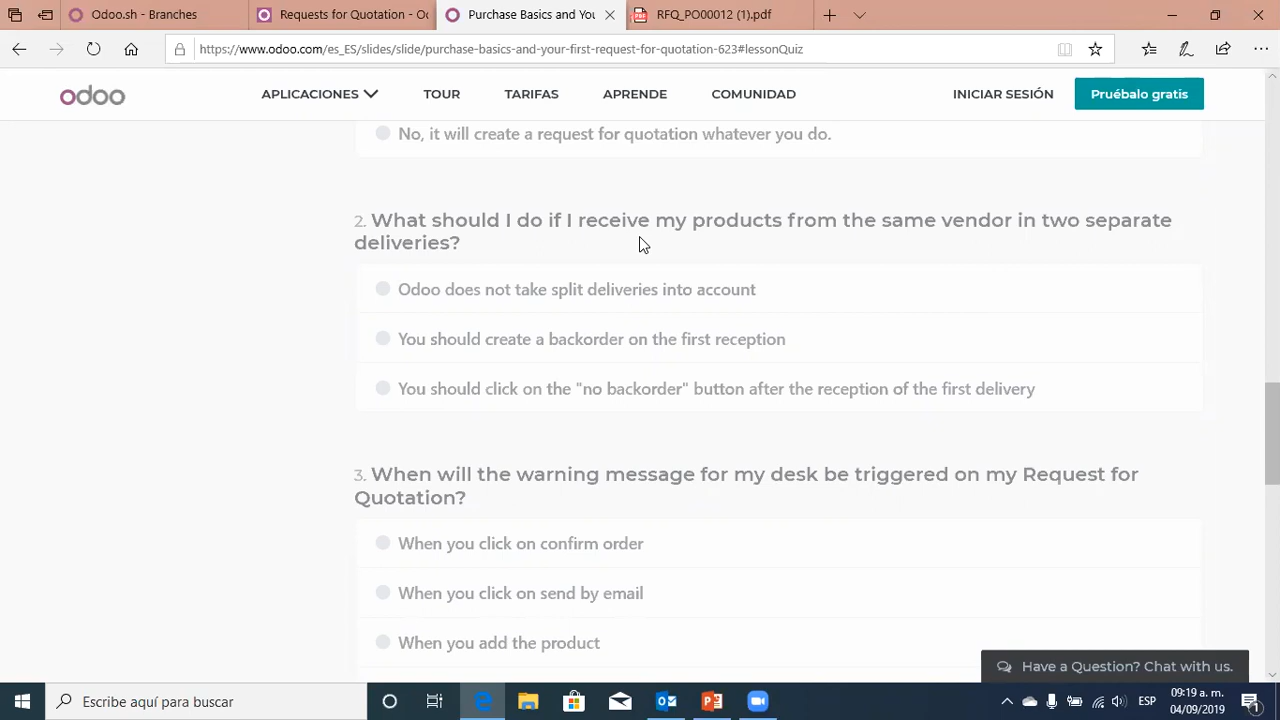 Odoo.sh - Branches
Requests for Quotation - Oc
Purchase Basics and You
RFQ_PO00012 (1).pdf
https://www.odoo.com/es_ES/slides/slide/purchase-basics-and-your-first-request-for-quotation-623#lessonQuiz
odoo
APLICACIONES
TOUR
TARIFAS
APRENDE
COMUNIDAD
INICIAR SESIÓN
Pruébalo gratis
No, it will create a request for quotation whatever you do.
2. What should I do if I receive my products from the same vendor in two separate
deliveries?
Odoo does not take split deliveries into account
You should create a backorder on the first reception
You should click on the "no backorder" button after the reception of the first delivery
3. When will the warning message for my desk be triggered on my Request for
Quotation?
When you click on confirm order
When you click on send by email
When you add the product
Have a Question? Chat with us.
Escribe aquí para buscar
ESP
09:19 a. m.
04/09/2019
1